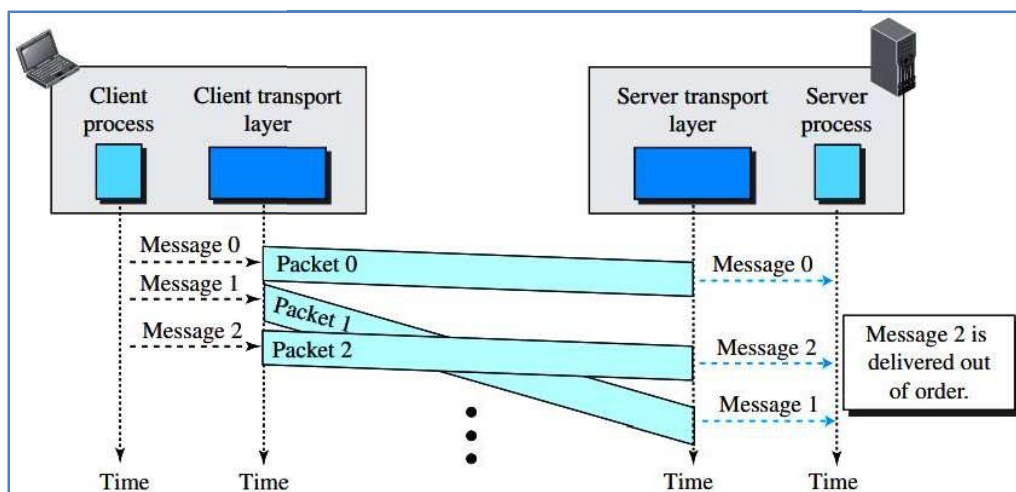 Client
process
Client transport
layer
Server transport
layer
Server
process
Message 0
Packet 0
Message 0
Message 1
Packet 1
Message 2
Packet 2
Message 2
Message 2 is
delivered out
of order.
Message 1
Time
Time
Time
Time